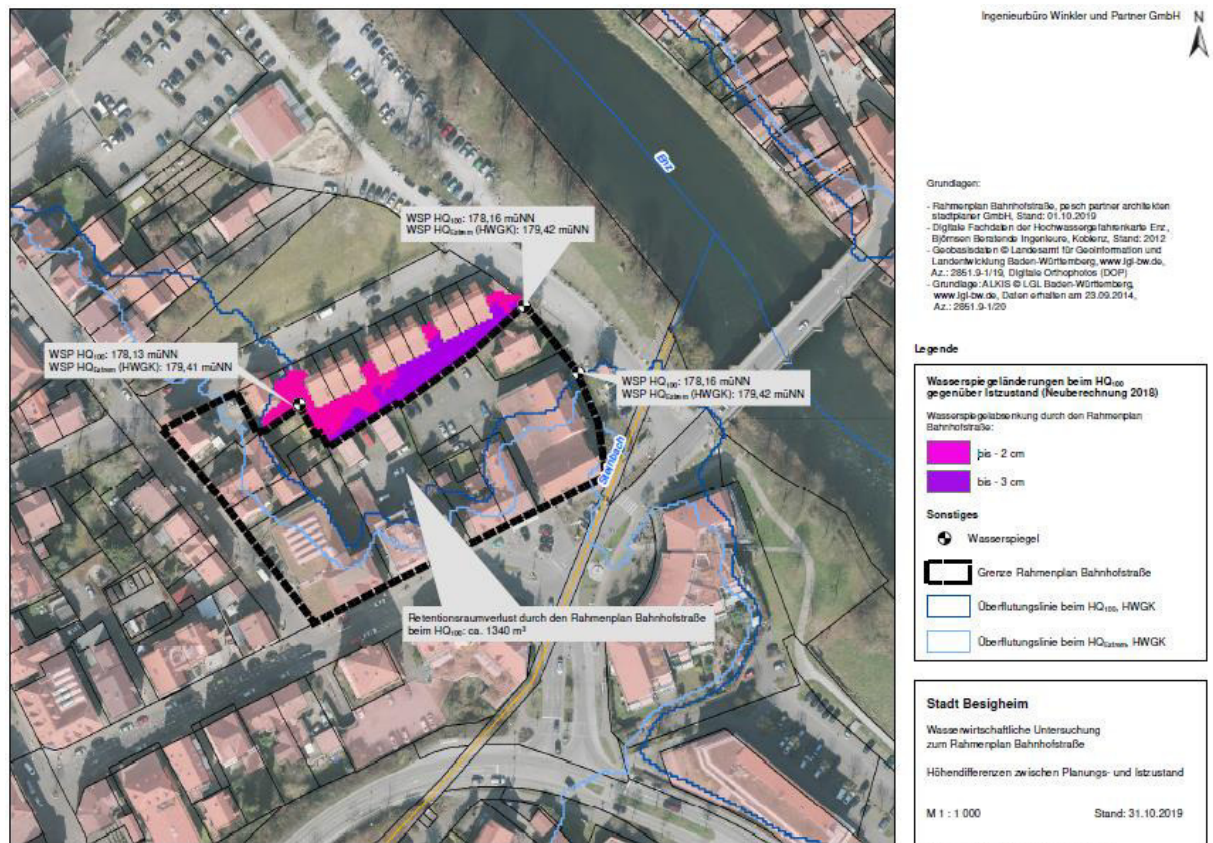 Ingenieurbüro Winkler und Partner GmbH
N
Enz
WSP HQ100: 178,16 müNN
WSP HQExtrem (HWGK): 179,42 müNN
WSP HQ100: 178,13 müNN
WSP HQExtrem (HWGK): 179,41 müNN
WSP HQ100: 178,16 müNN
WSP HQExtrem (HWGK): 179,42 müNN
Steinbach
Retentionsraumverlust durch den Rahmenplan Bahnhofstraße
beim HQ100: ca. 1340 m³
Grundlagen:
- Rahmenplan Bahnhofstraße, pesch partner architekten
stadtplaner GmbH, Stand: 01.10.2019
- Digitale Fachdaten der Hochwassergefahrenkarte Enz,
Björnsen Beratende Ingenieure, Koblenz, Stand: 2012
- Geobasisdaten © Landesamt für Geoinformation und
Landentwicklung Baden-Württemberg, www.lgl-bw.de,
Az.: 2851.9-1/19, Digitale Orthophotos (DOP)
- Grundlage: ALKIS © LGL Baden-Württemberg,
www.lgl-bw.de, Daten erhalten am 23.09.2014,
Az.: 2851.9-1/20
Legende
Wasserspiegeländerungen beim HQ100
gegenüber Istzustand (Neuberechnung 2018)
Wasserspiegelabsenkung durch den Rahmenplan
Bahnhofstraße:
bis - 2 cm
bis - 3 cm
Sonstiges
Wasserspiegel
Grenze Rahmenplan Bahnhofstraße
Überflutungslinie beim HQ100, HWGK
Überflutungslinie beim HQExtrem, HWGK
Stadt Besigheim
Wasserwirtschaftliche Untersuchung
zum Rahmenplan Bahnhofstraße
Höhendifferenzen zwischen Planungs- und Istzustand
M 1 : 1 000
Stand: 31.10.2019